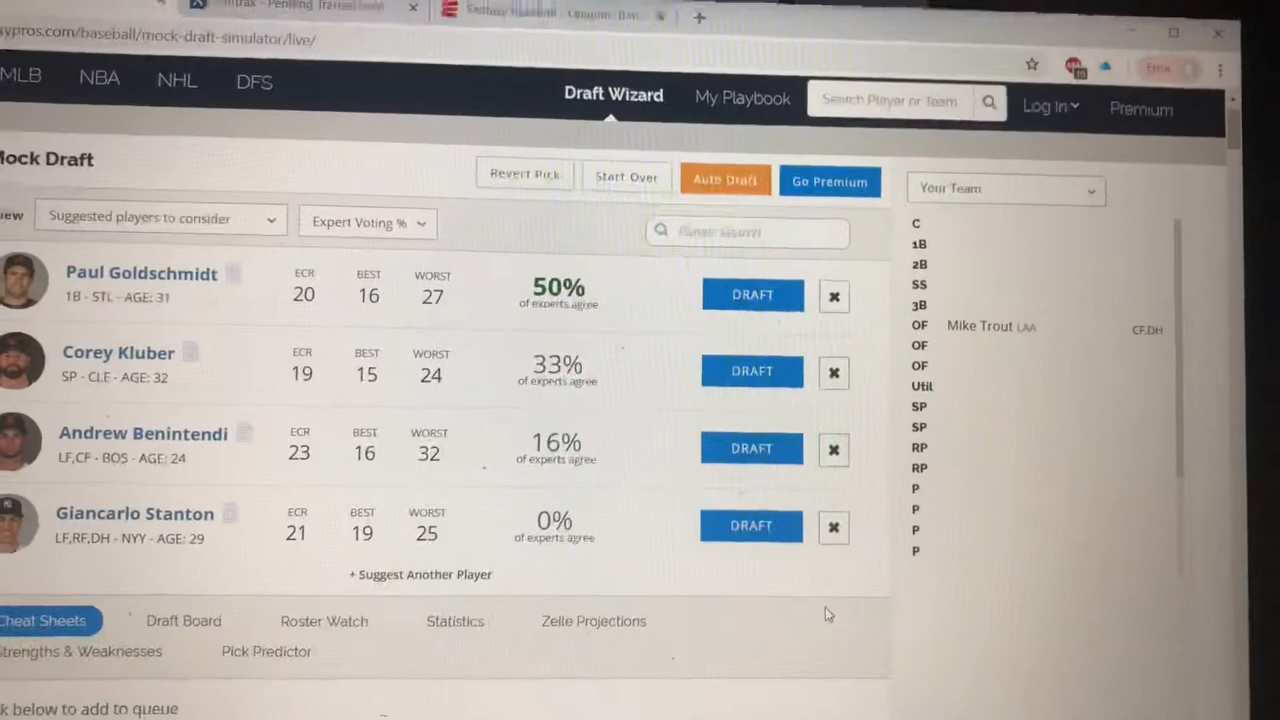 Pending
ypros.com/baseball/mock-draft-simulator/live/
MLB NBA NHL DFS Draft Wizard My Playbook Search Player or Team Log In Premium
Mock Draft Revert Pick Start Over Auto Draft Go Premium Your Team
Suggested players to consider Expert Voting %
Paul Goldschmidt
1B - STL - AGE: 31
ECR BEST WORST
20 16 27
50%
of experts agree
DRAFT
Corey Kluber
SP - CLE - AGE: 32
ECR BEST WORST
19 15 24
33%
of experts agree
DRAFT
Andrew Benintendi
LF,CF - BOS - AGE: 24
ECR BEST WORST
23 16 32
16%
of experts agree
DRAFT
Giancarlo Stanton
LF,RF,DH - NYY - AGE: 29
ECR BEST WORST
21 19 25
0%
of experts agree
DRAFT
+ Suggest Another Player
C
1B
2B
SS
3B
OF Mike Trout LAA CF,DH
OF
OF
Util
SP
SP
RP
RP
P
P
P
P
Cheat Sheets Draft Board Roster Watch Statistics Zeile Projections
Strengths & Weaknesses Pick Predictor
k below to add to queue